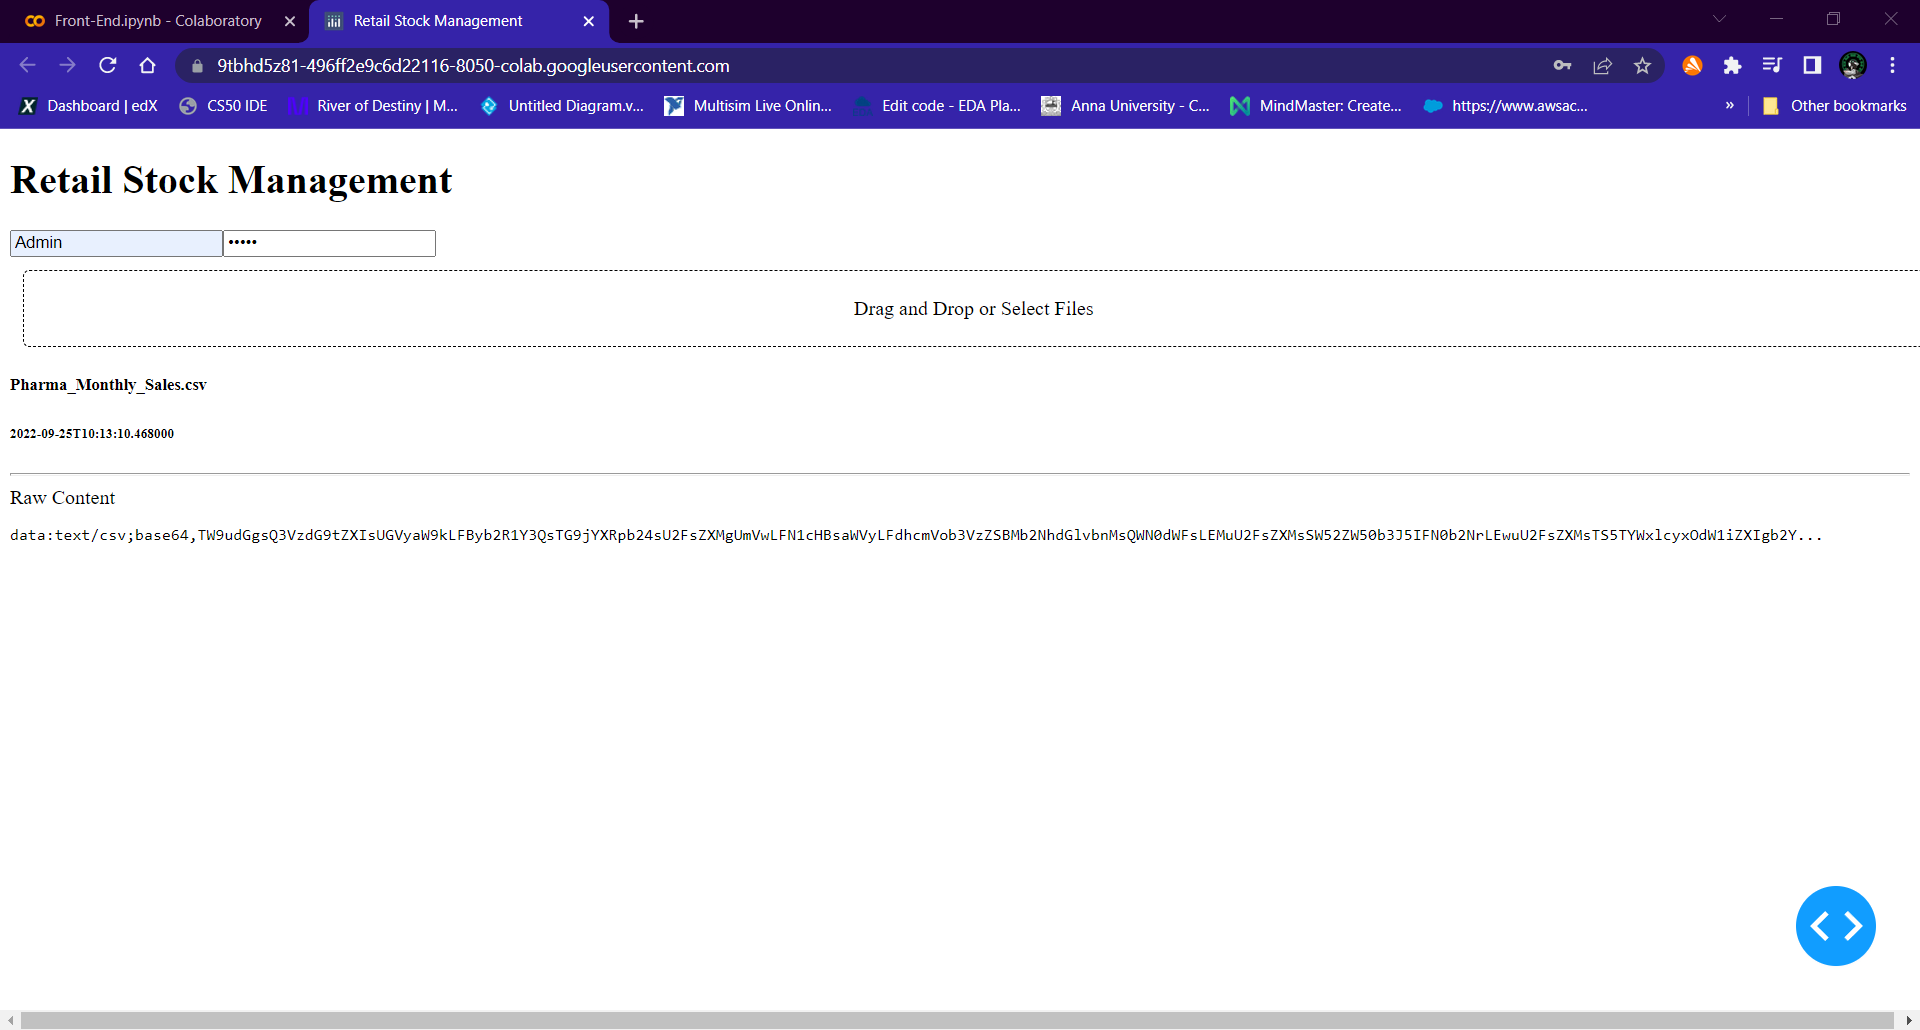 Front-End.ipynb - Colaboratory
Retail Stock Management
9tbhd5z81-496ff2e9c6d22116-8050-colab.googleusercontent.com
Dashboard | edX
CS50 IDE
River of Destiny | M...
Untitled Diagram.v...
Multisim Live Onlin...
Edit code - EDA Pla...
Anna University - C...
MindMaster: Create...
https://www.awsac...
»
Other bookmarks
Retail Stock Management
Admin
•••••
Drag and Drop or Select Files
Pharma_Monthly_Sales.csv
2022-09-25T10:13:10.468000
Raw Content
data:text/csv;base64,TW9udGgsQ3VzdG9tZXIsUGVyaW9kLFByb2R1Y3QsTG9jYXRpb24sU2FsZXMgUmVwLFN1cHBsaWVyLFdhcmVob3VzZSBMb2NhdGlvbnMsQWN0dWFsLEMuU2FsZXMsSW52ZW50b3J5IFN0b2NrLEwuU2FsZXMsTS5TYWxlcyxOdW1iZXIgb2Y...